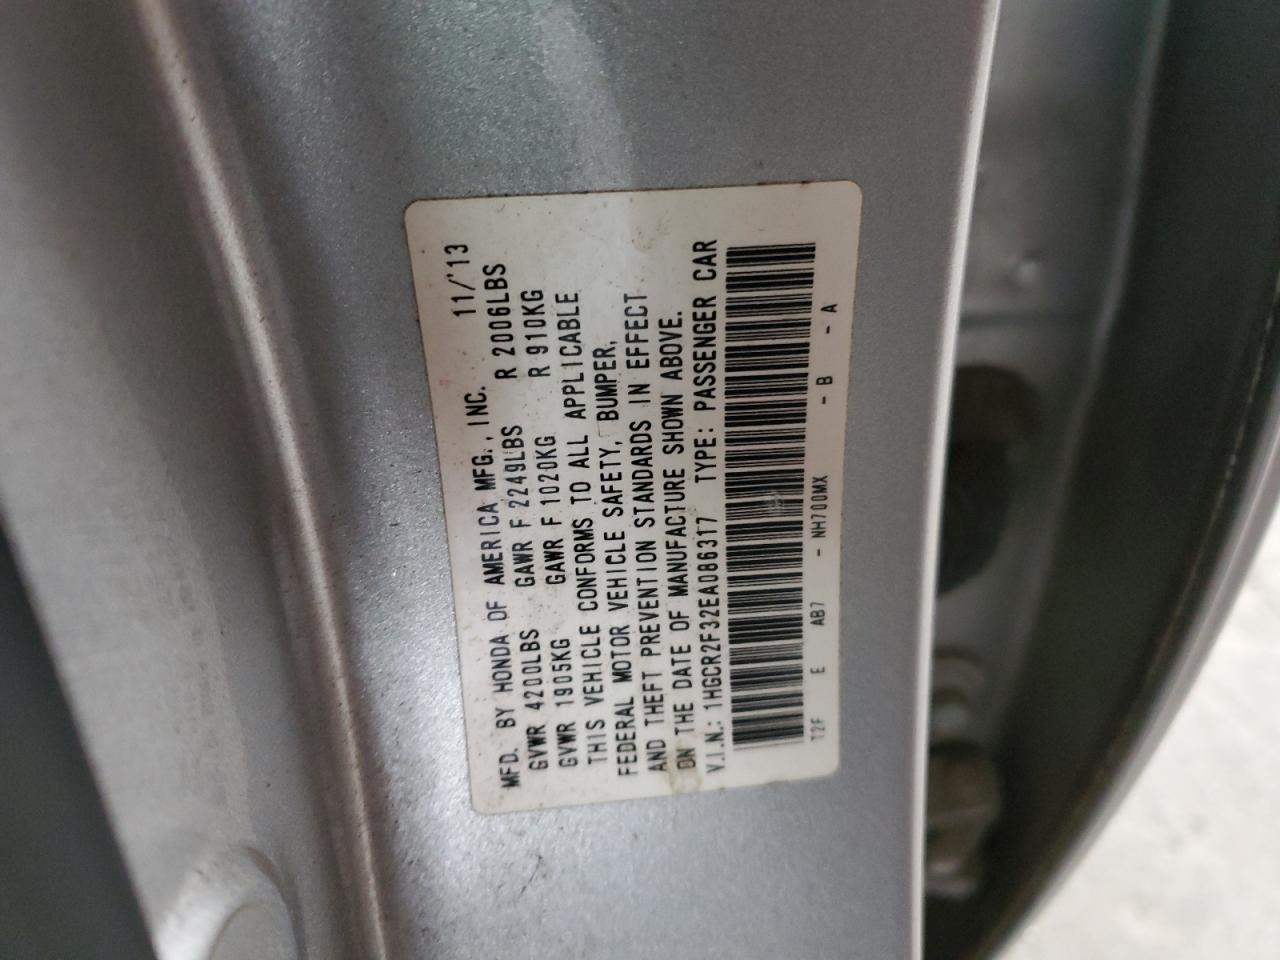 MFD. BY HONDA OF AMERICA MFG., INC. 11/'13
GVWR 4200LBS GAWR F 2249LBS R 2006LBS
GVWR 1905KG GAWR F 1020KG R 910KG
THIS VEHICLE CONFORMS TO ALL APPLICABLE
FEDERAL MOTOR VEHICLE SAFETY, BUMPER,
AND THEFT PREVENTION STANDARDS IN EFFECT
ON THE DATE OF MANUFACTURE SHOWN ABOVE.
V.I.N.: 1HGCR2F32EA086317 TYPE: PASSENGER CAR
T2F E AB7 - NH700MX - B - A